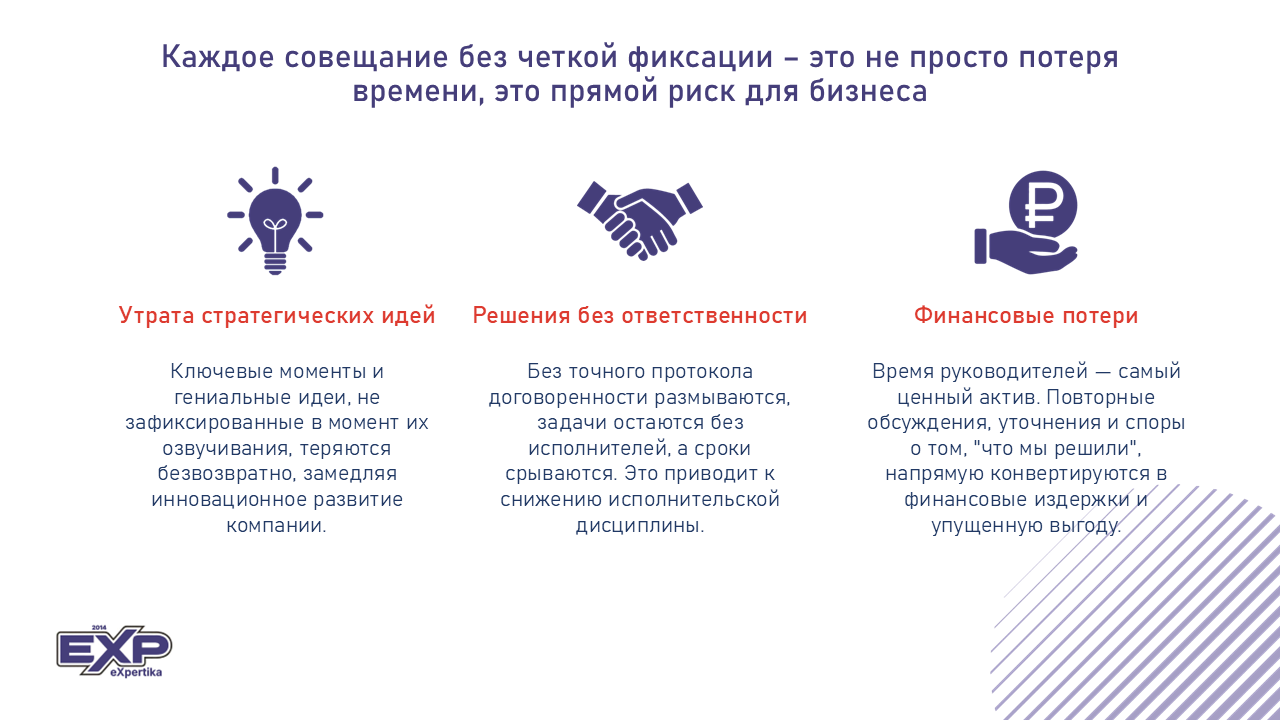 Каждое совещание без четкой фиксации – это не просто потеря
времени, это прямой риск для бизнеса
Утрата стратегических идей
Ключевые моменты и
гениальные идеи, не
зафиксированные в момент их
озвучивания, теряются
безвозвратно, замедляя
инновационное развитие
компании.
Решения без ответственности
Без точного протокола
договоренности размываются,
задачи остаются без
исполнителей, а сроки
срываются. Это приводит к
снижению исполнительской
дисциплины.
Финансовые потери
Время руководителей — самый
ценный актив. Повторные
обсуждения, уточнения и споры
о том, "что мы решили",
напрямую конвертируются в
финансовые издержки и
упущенную выгоду.
2014
EXP
eXpertika